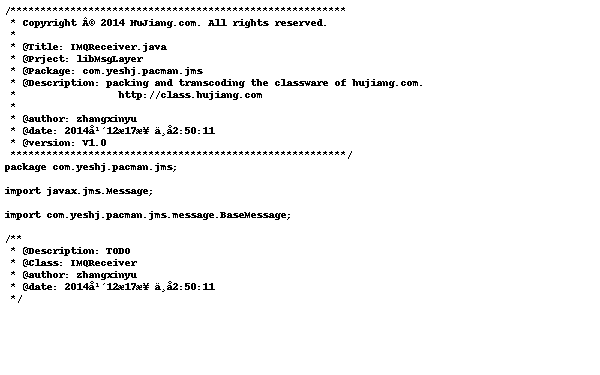 /********************************************************
 * Copyright Â© 2014 HuJiang.com. All rights reserved.
 *
 * @Title: IMQReceiver.java
 * @Prject: libMsgLayer
 * @Package: com.yeshj.pacman.jms
 * @Description: packing and transcoding the classware of hujiang.com.
 *                 http://class.hujiang.com
 *
 * @author: zhangxinyu
 * @date: 2014å¹´12æ17æ¥ ä¸å2:50:11
 * @version: V1.0
 ********************************************************/
package com.yeshj.pacman.jms;

import javax.jms.Message;

import com.yeshj.pacman.jms.message.BaseMessage;

/**
 * @Description: TODO
 * @Class: IMQReceiver
 * @author: zhangxinyu
 * @date: 2014å¹´12æ17æ¥ ä¸å2:50:11
 */